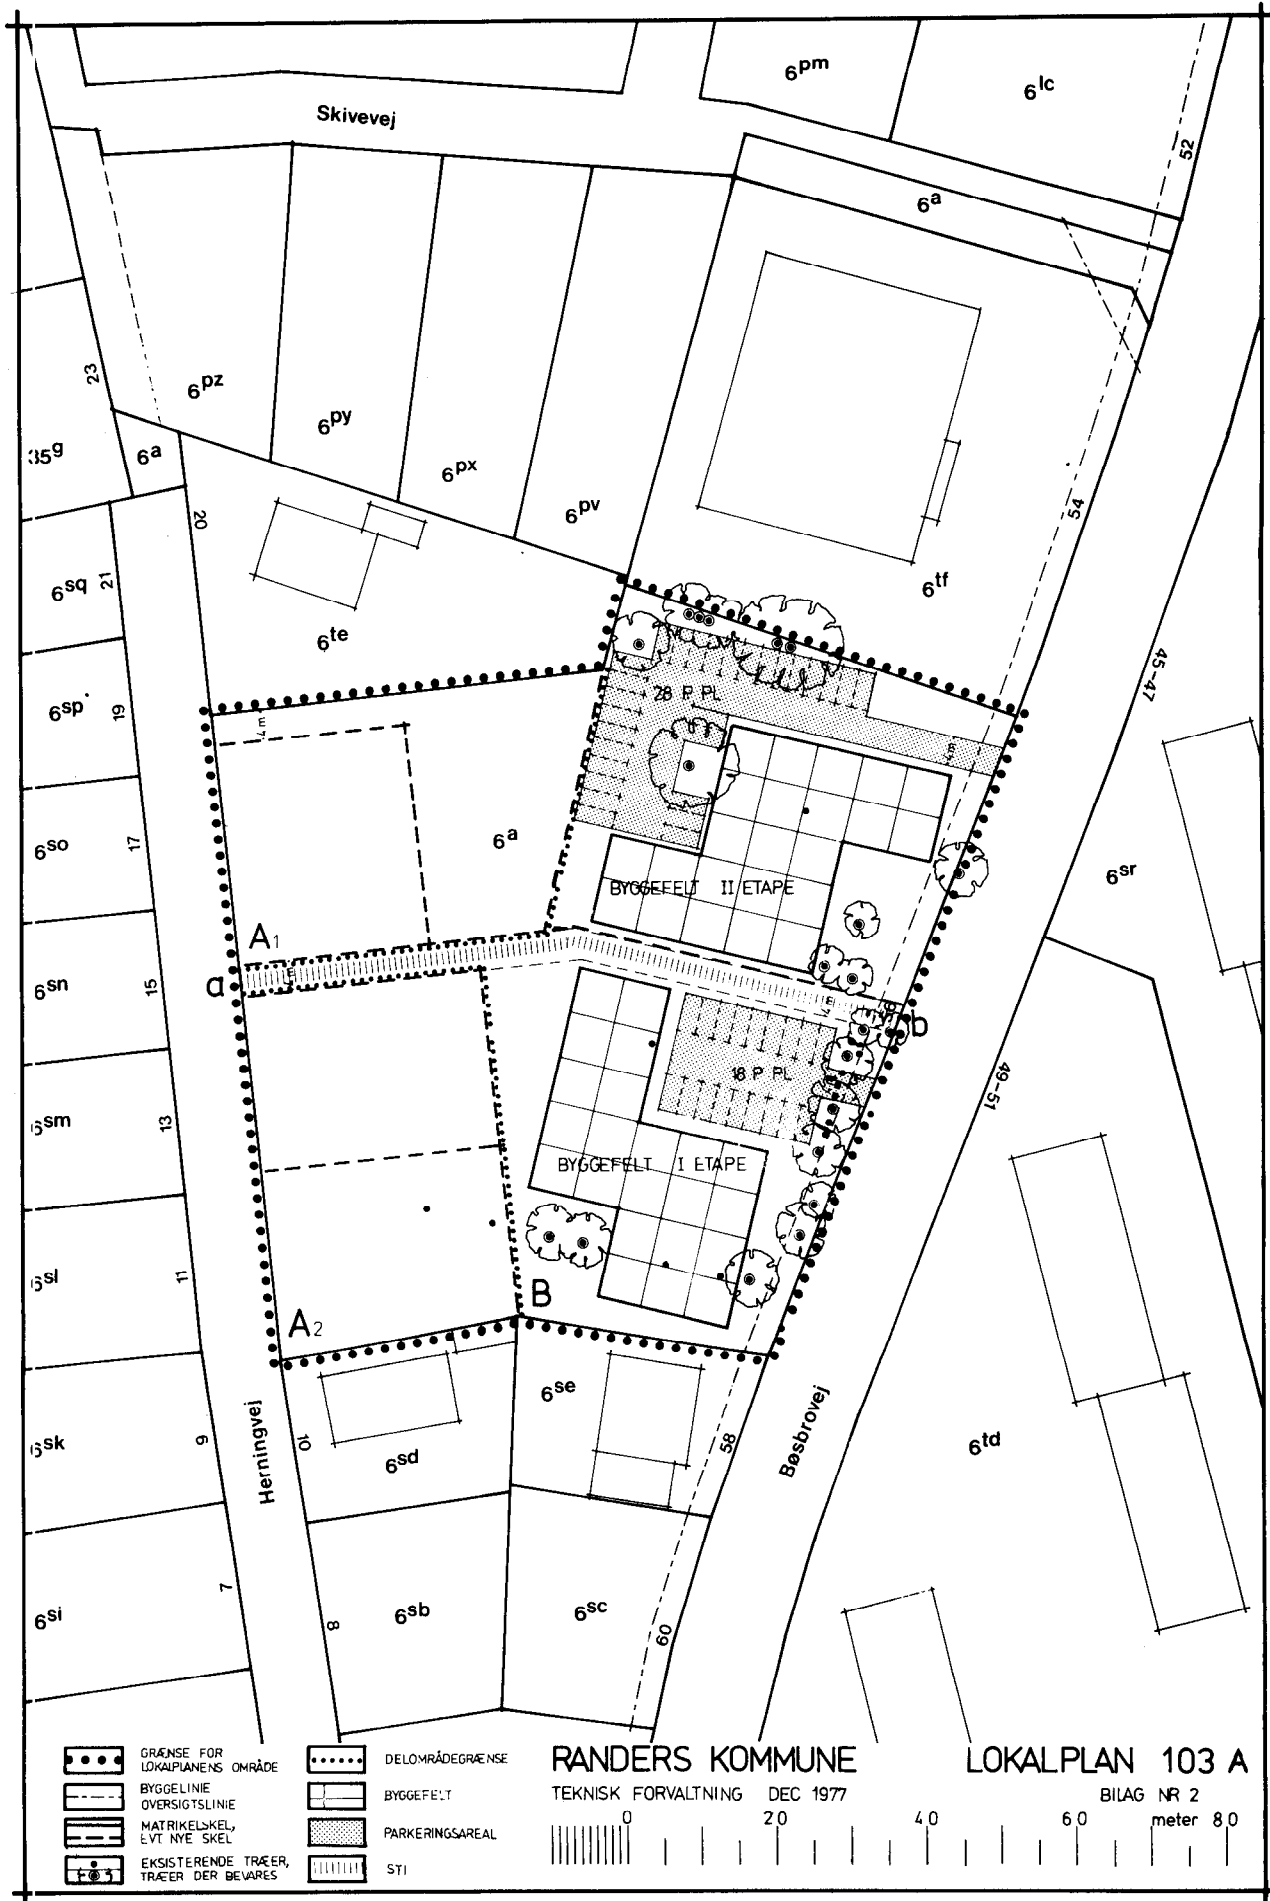 6pm
6lc
Skivevej
52
6a
23
6pz
6py
35g
6a
6px
54
20
6pv
6sq
21
6tf
6te
45-47
28 P PL
6sp
19
4m
4m
17
6a
6so
6sr
BYGGEFELT II ETAPE
A1
a
6sn
15
56
b
18 P PL
49-51
6sm
13
BYGGEFELT I ETAPE
6sl
11
B
A2
6se
Herningvej
Bøsbrovej
6sk
9
10
58
6td
6sd
7
6si
8
6sb
6sc
60
GRÆNSE FOR
LOKALPLANENS OMRÅDE
BYGGELINIE
OVERSIGTSLINIE
MATRIKELSKEL,
EVT NYE SKEL
EKSISTERENDE TRÆER,
TRÆER DER BEVARES
DELOMRÅDEGRÆNSE
BYGGEFELT
PARKERINGSAREAL
STI
RANDERS KOMMUNE
LOKALPLAN 103 A
TEKNISK FORVALTNING DEC 1977
BILAG NR 2
0 20 40 60 meter 80